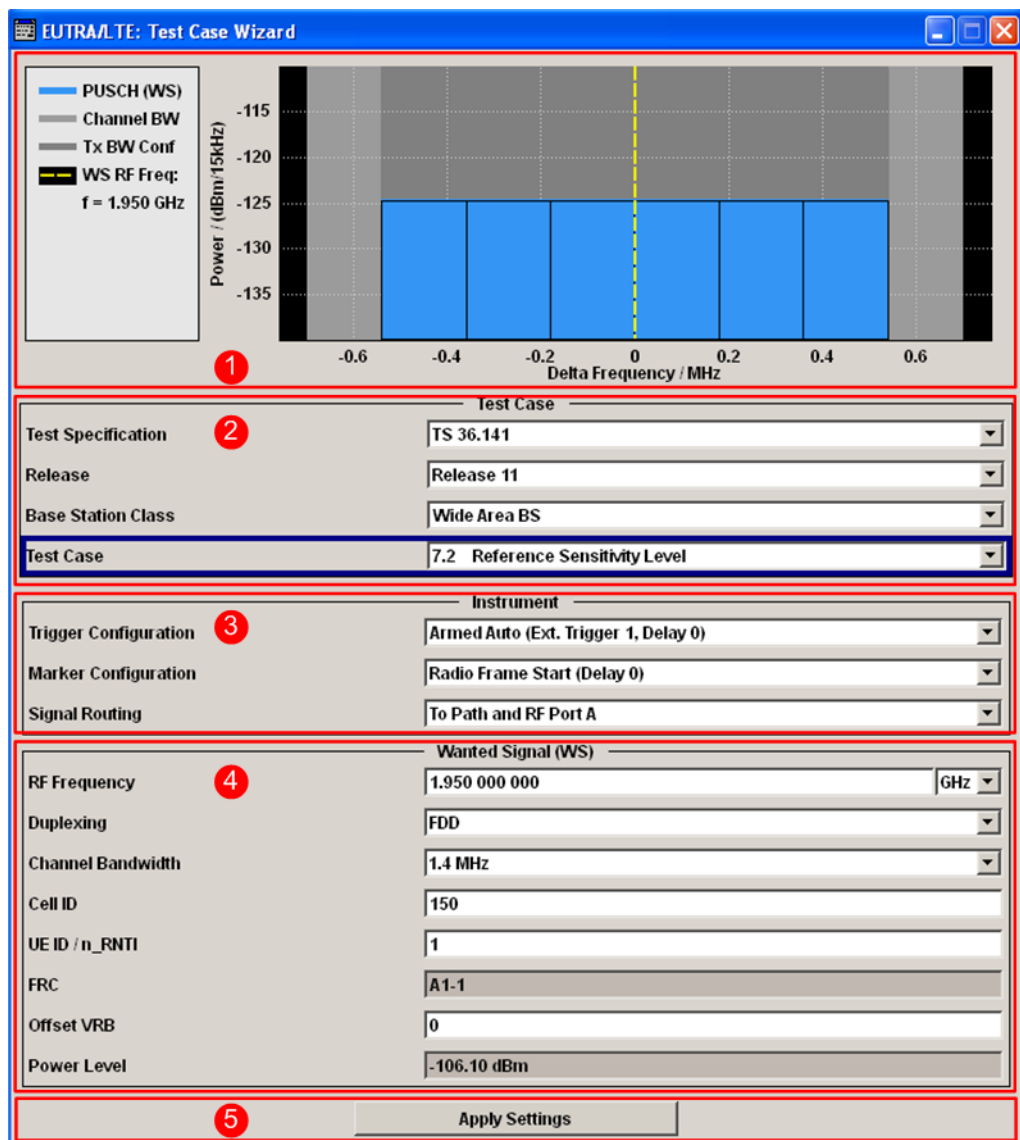 EUTRA/LTE: Test Case Wizard
PUSCH (WS)
Channel BW
Tx BW Conf
WS RF Freq:
f = 1.950 GHz
Power / (dBm/15kHz)
-115
-120
-125
-130
-135
-0.6 -0.4 -0.2 0 0.2 0.4 0.6
Delta Frequency / MHz
1
Test Case
2
Test Specification TS 36.141
Release Release 11
Base Station Class Wide Area BS
Test Case 7.2 Reference Sensitivity Level
Instrument
3
Trigger Configuration Armed Auto (Ext. Trigger 1, Delay 0)
Marker Configuration Radio Frame Start (Delay 0)
Signal Routing To Path and RF Port A
Wanted Signal (WS)
4
RF Frequency 1.950 000 000 GHz
Duplexing FDD
Channel Bandwidth 1.4 MHz
Cell ID 150
UE ID / n_RNTI 1
FRC A1-1
Offset VRB 0
Power Level -106.10 dBm
5
Apply Settings